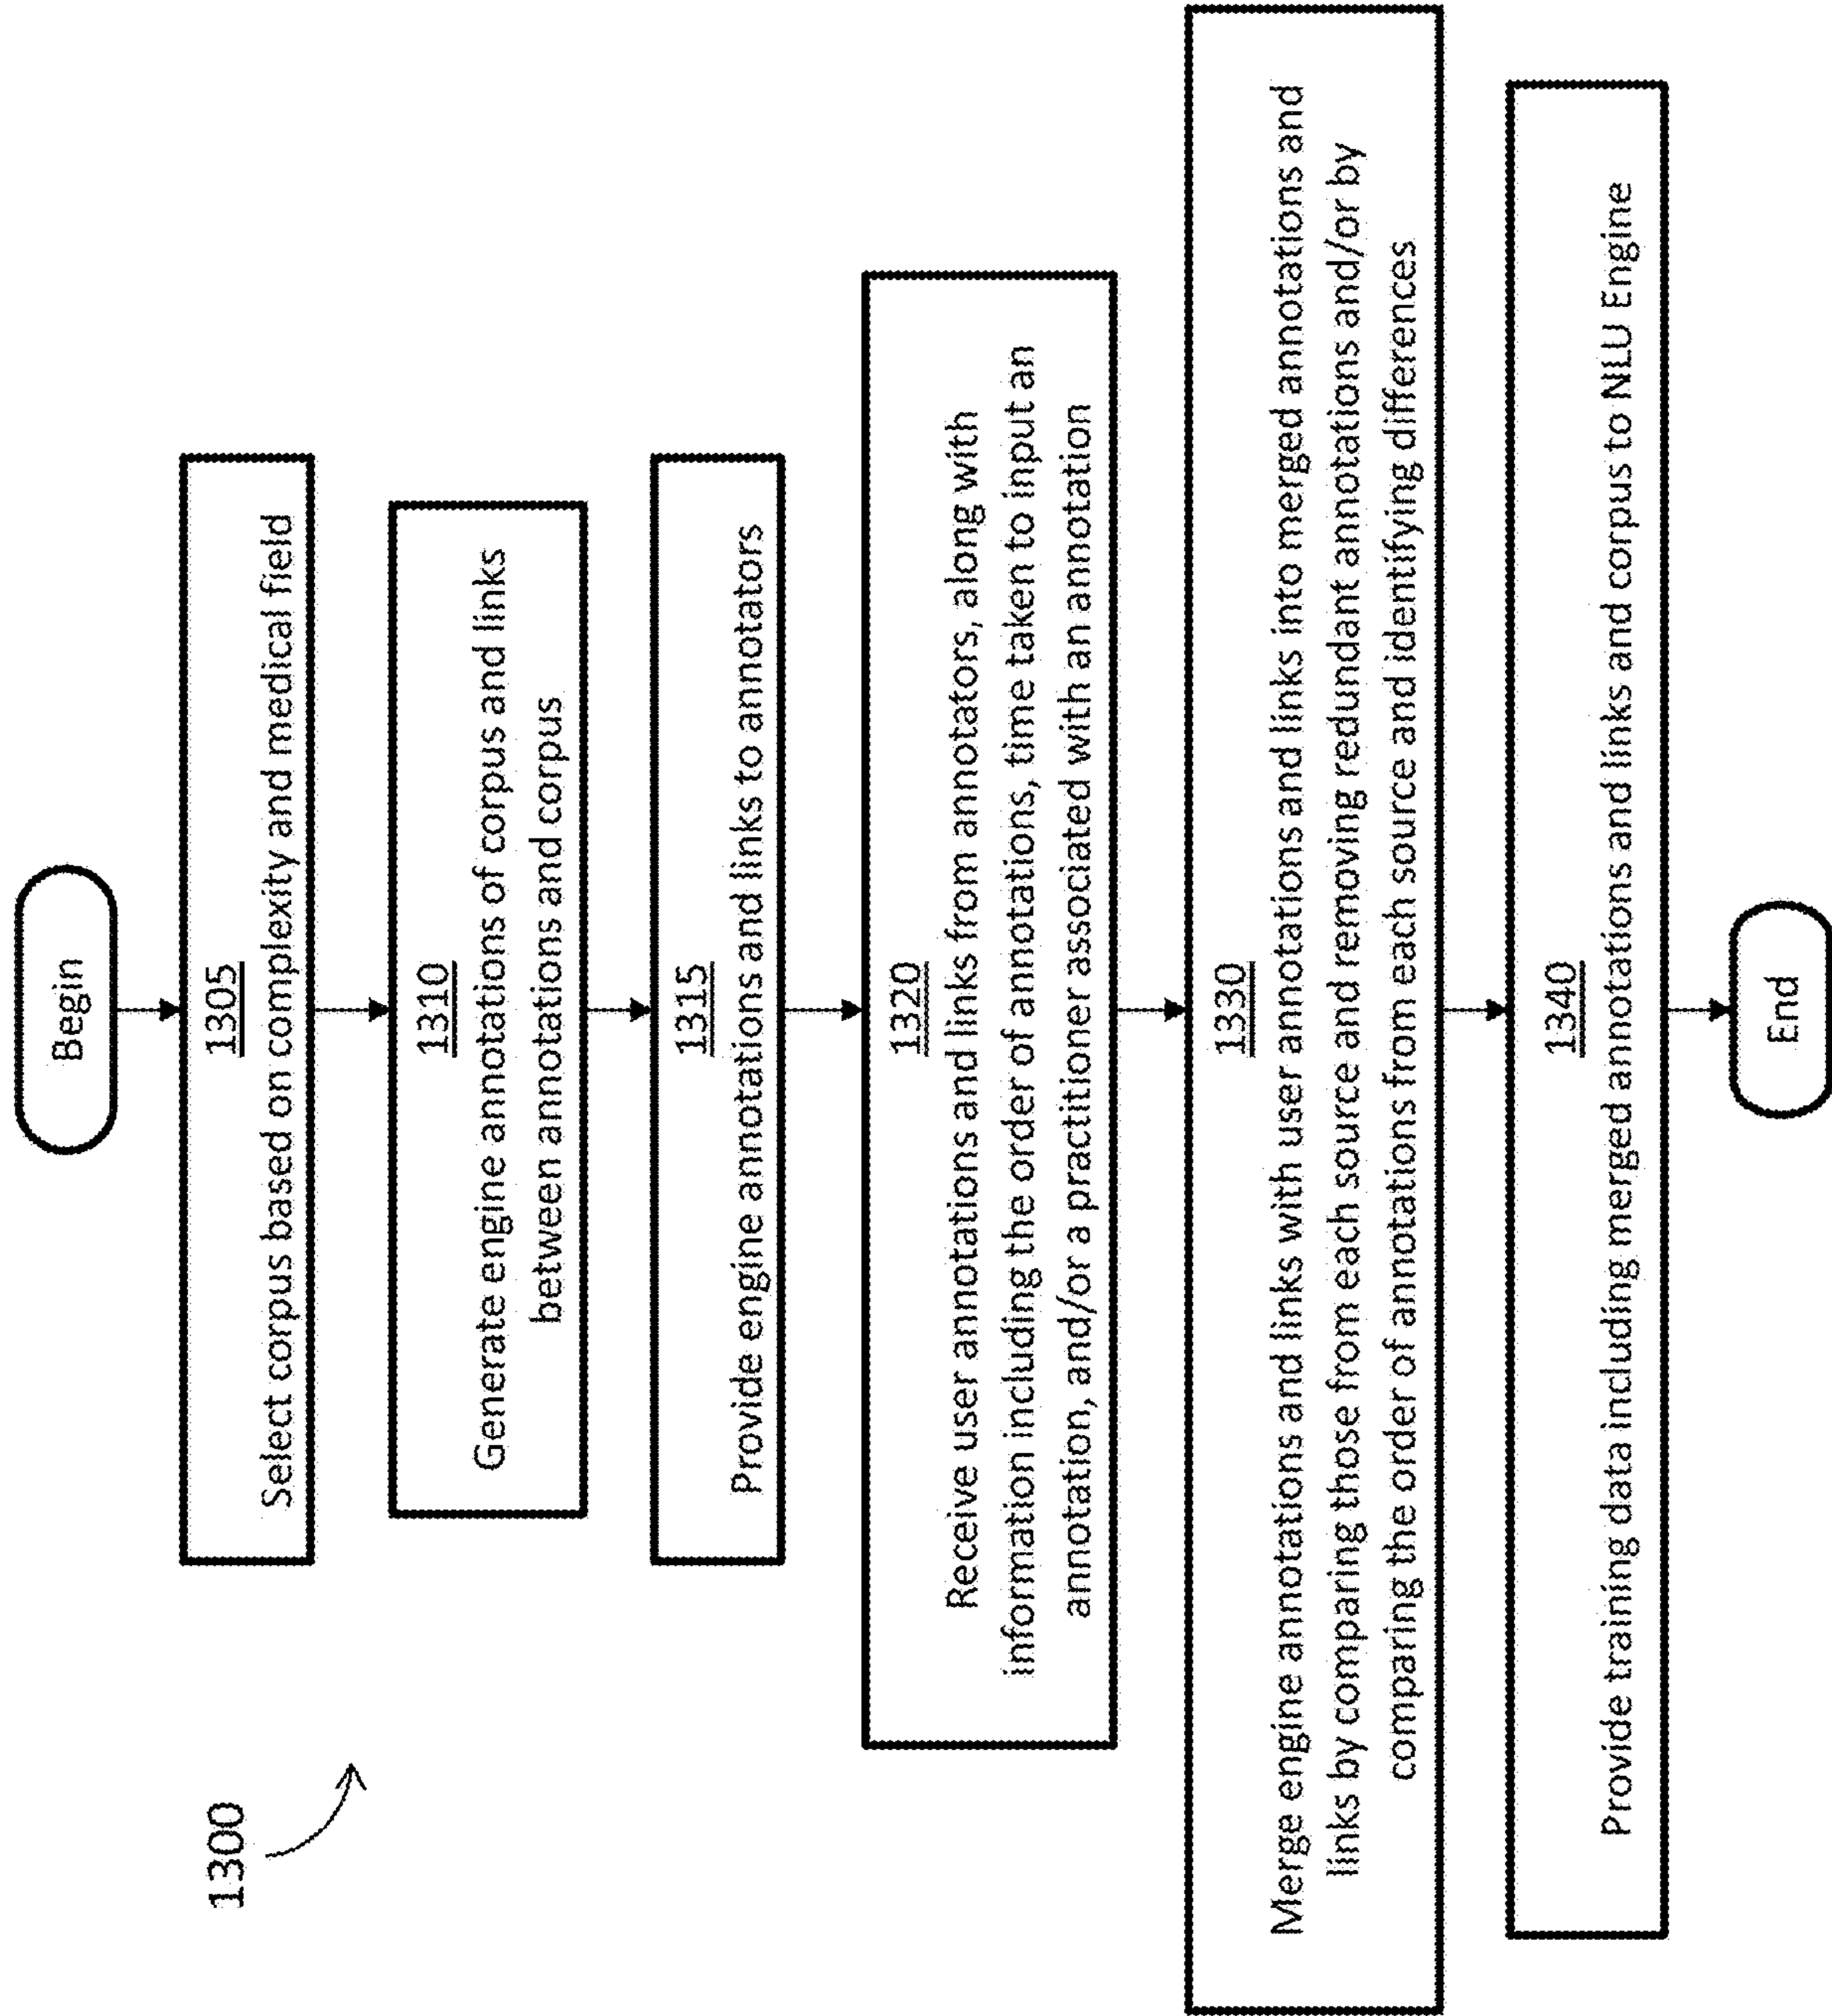 1300
Begin
1305
Select corpus based on complexity and medical field
1310
Generate engine annotations of corpus and links
between annotations and corpus
1315
Provide engine annotations and links to annotators
1320
Receive user annotations and links from annotators, along with
information including the order of annotations, time taken to input an
annotation, and/or a practitioner associated with an annotation
1330
Merge engine annotations and links with user annotations and links into merged annotations and
links by comparing those from each source and removing redundant annotations and/or by
comparing the order of annotations from each source and identifying differences
1340
Provide training data including merged annotations and links and corpus to NLU Engine
End